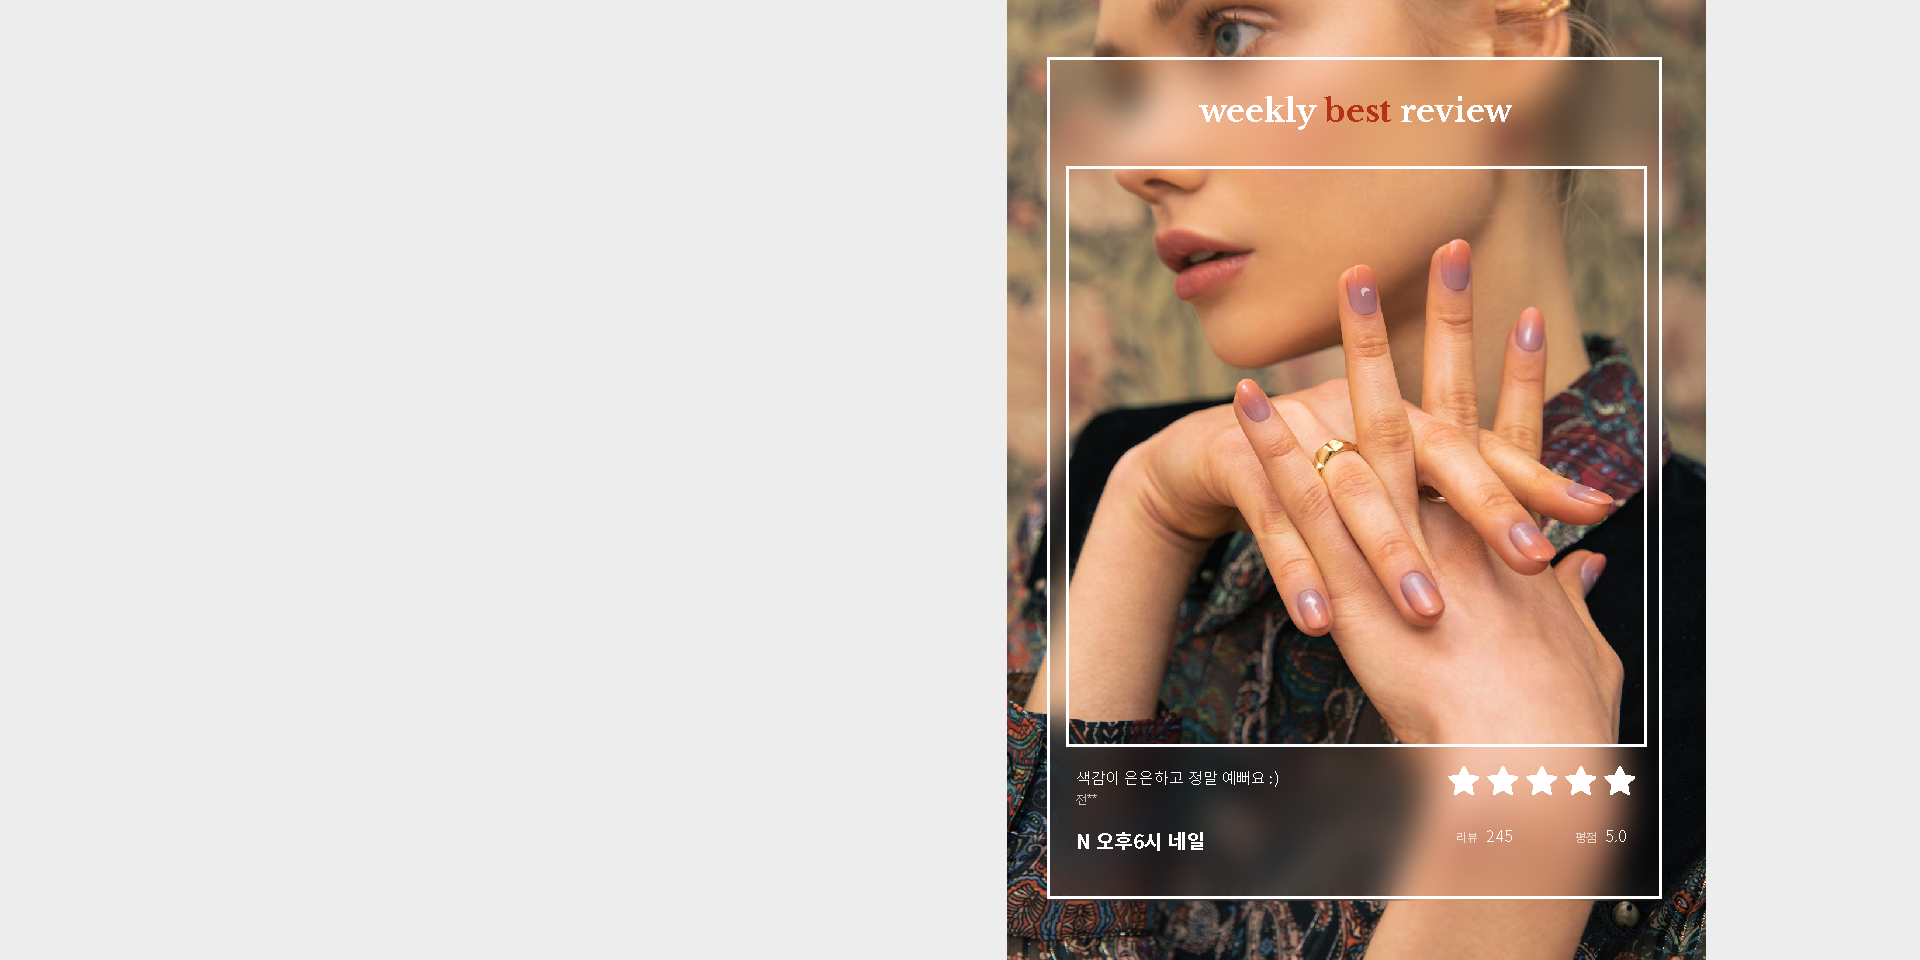 weekly best review
색감이 은은하고 정말 예뻐요 :)
전**
N 오후6시 네일
리뷰 245
평점 5.0